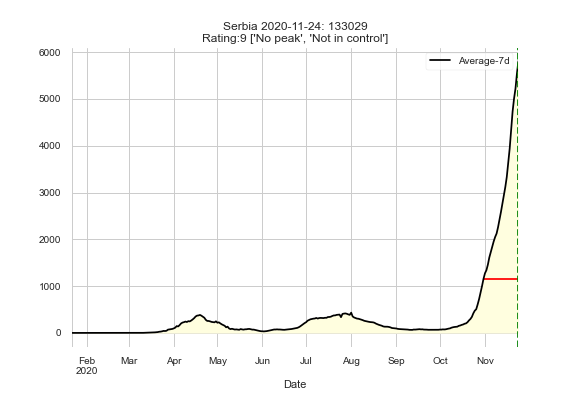 Serbia 2020-11-24: 133029
Rating:9 ['No peak', 'Not in control']
Average-7d
6000
5000
4000
3000
2000
1000
0
Feb Mar Apr May Jun Jul Aug Sep Oct Nov
2020
Date